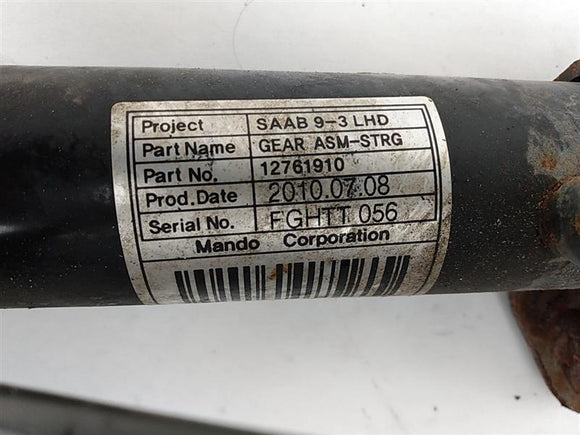 Project SAAB 9-3 LHD
Part Name GEAR ASM-STRG
Part No. 12761910
Prod.Date 2010.07.08
Serial No. FGHTT 056
Mando Corporation